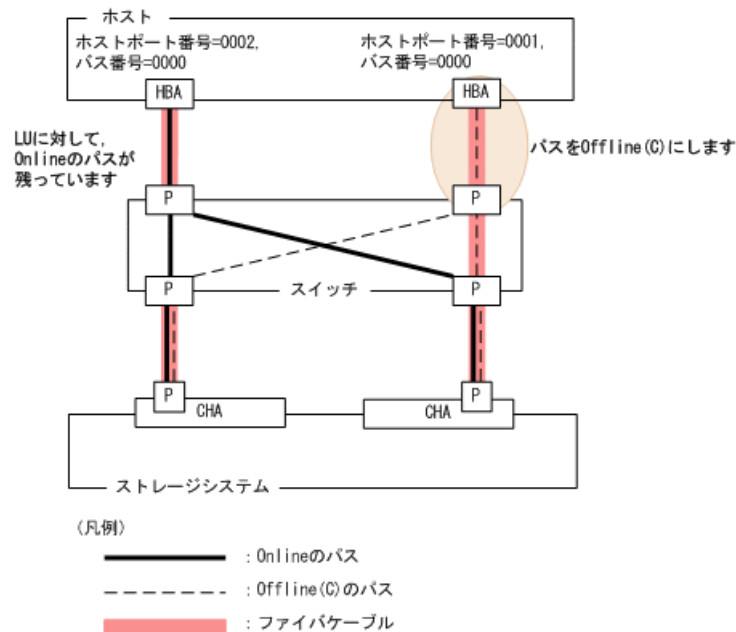 ホスト
ホストポート番号=0002,
バス番号=0000
ホストポート番号=0001,
バス番号=0000
HBA
HBA
LUに対して,
Onlineのパスが
残っています
パスをOffline(C)にします
P
P
P
スイッチ
P
P
CHA
P
CHA
ストレージシステム
(凡例)
:Onlineのパス
:Offline(C)のパス
:ファイバケーブル